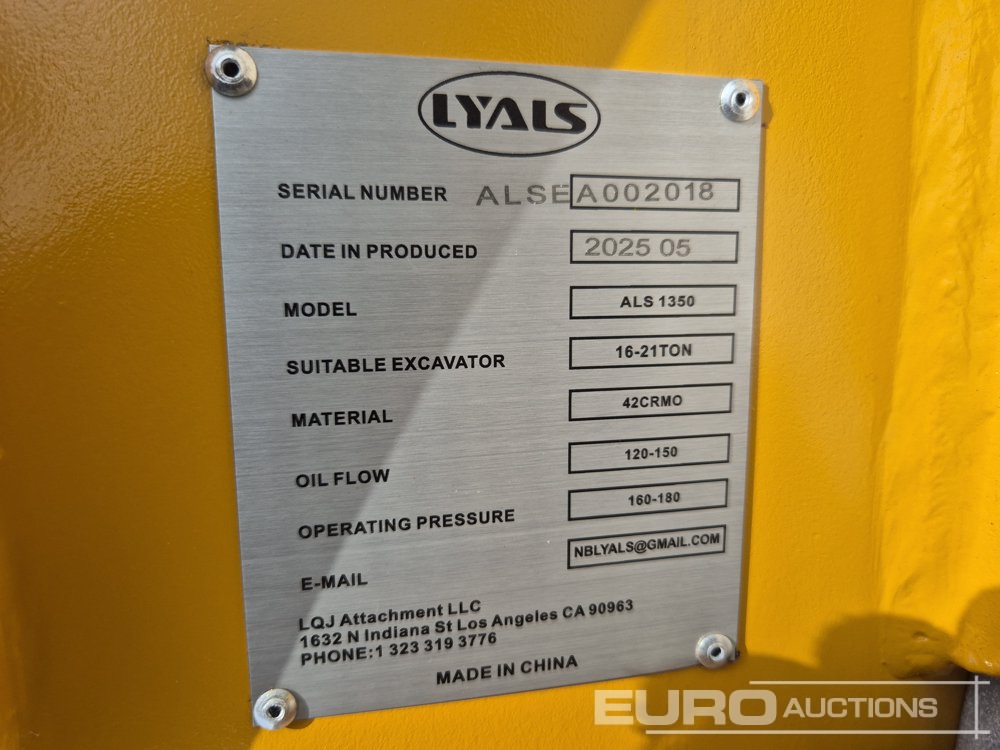 LYALS
SERIAL NUMBER ALSEA002018
DATE IN PRODUCED 2025 05
MODEL ALS 1350
SUITABLE EXCAVATOR 16-21TON
MATERIAL 42CRMO
OIL FLOW 120-150
OPERATING PRESSURE 160-180
E-MAIL NBLYALS@GMAIL.COM
LQJ Attachment LLC
1632 N Indiana St Los Angeles CA 90963
PHONE:1 323 319 3776
MADE IN CHINA
EURO AUCTIONS